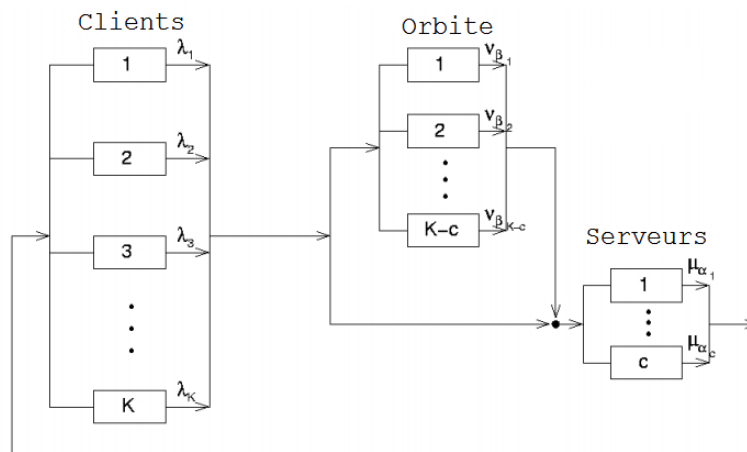 Clients
Orbite
1 λ1
2 λ2
3 λ3
K λK
1 νβ1
2 νβ2
K–c νβK–c
Serveurs
1 μα1
c μαc